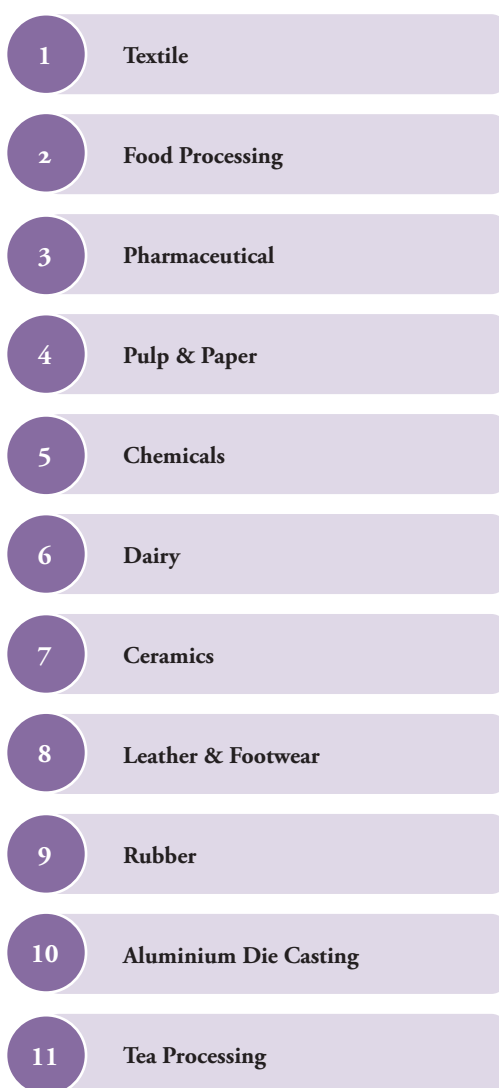 1 Textile
2 Food Processing
3 Pharmaceutical
4 Pulp & Paper
5 Chemicals
6 Dairy
7 Ceramics
8 Leather & Footwear
9 Rubber
10 Aluminium Die Casting
11 Tea Processing